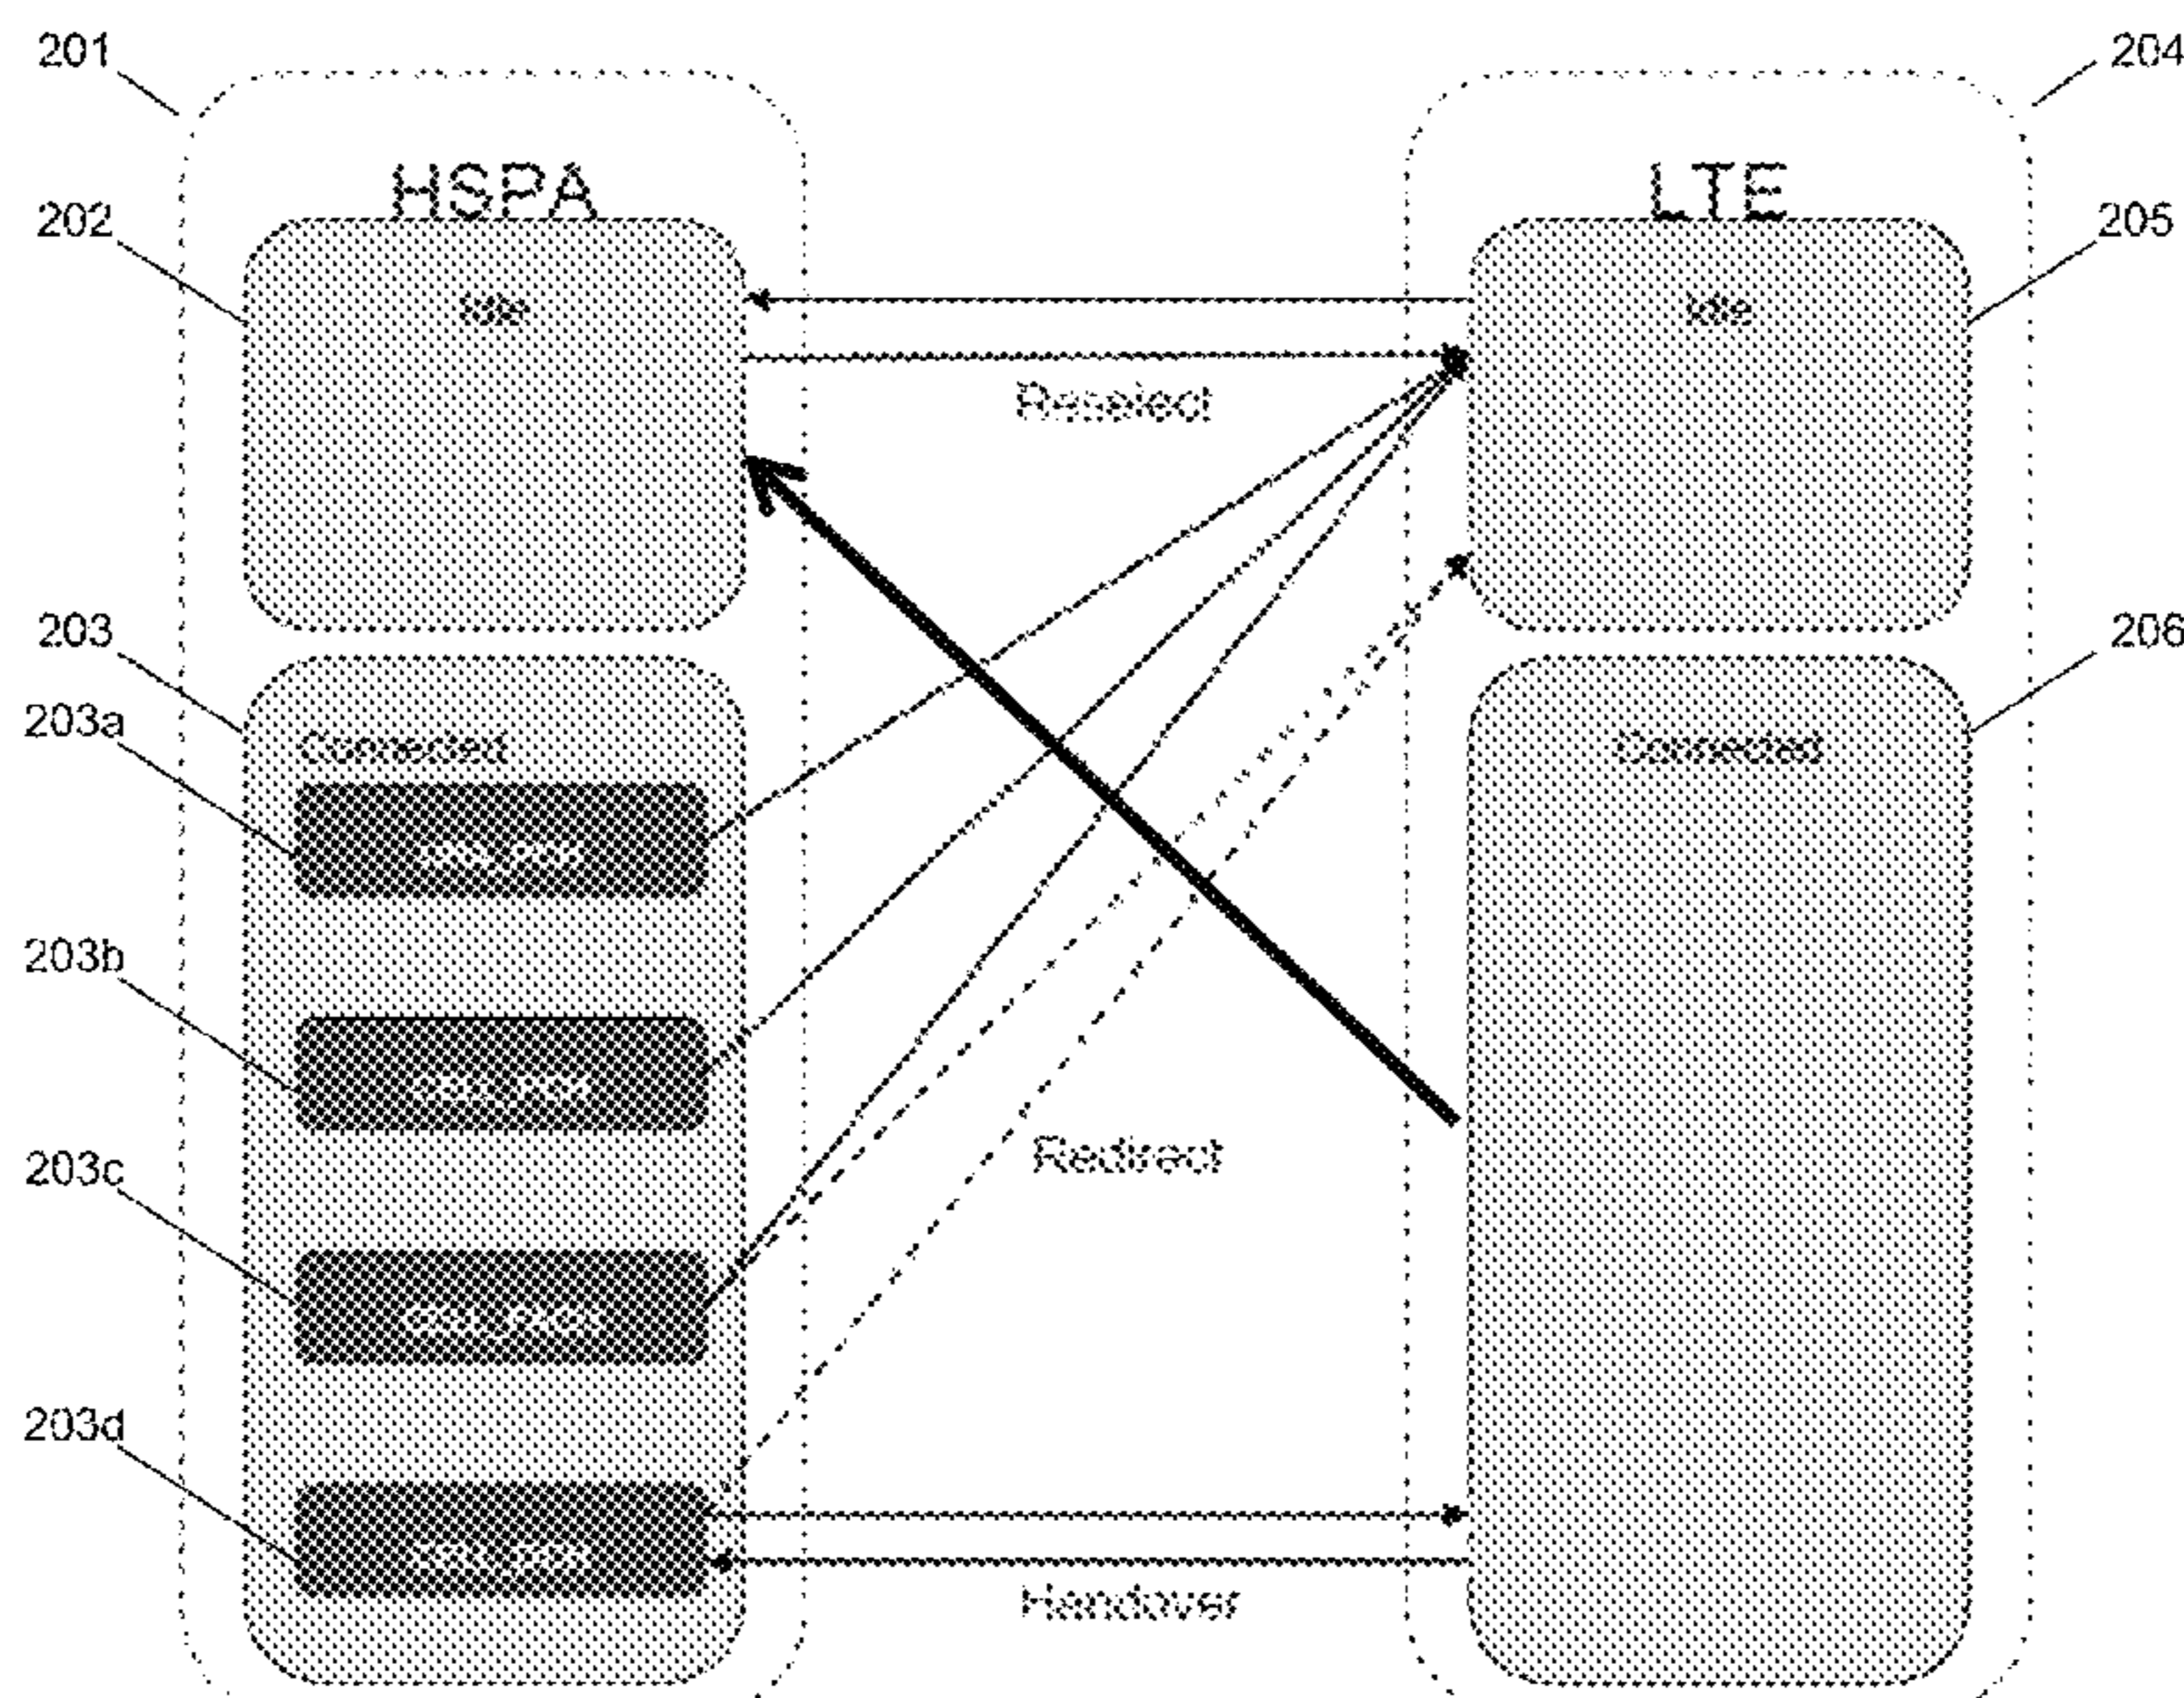 201
204
HSPA
LTE
202
205
Idle
Idle
Reselect
203
206
203a
Connected
Connected
203b
203c
Redirect
203d
Handover